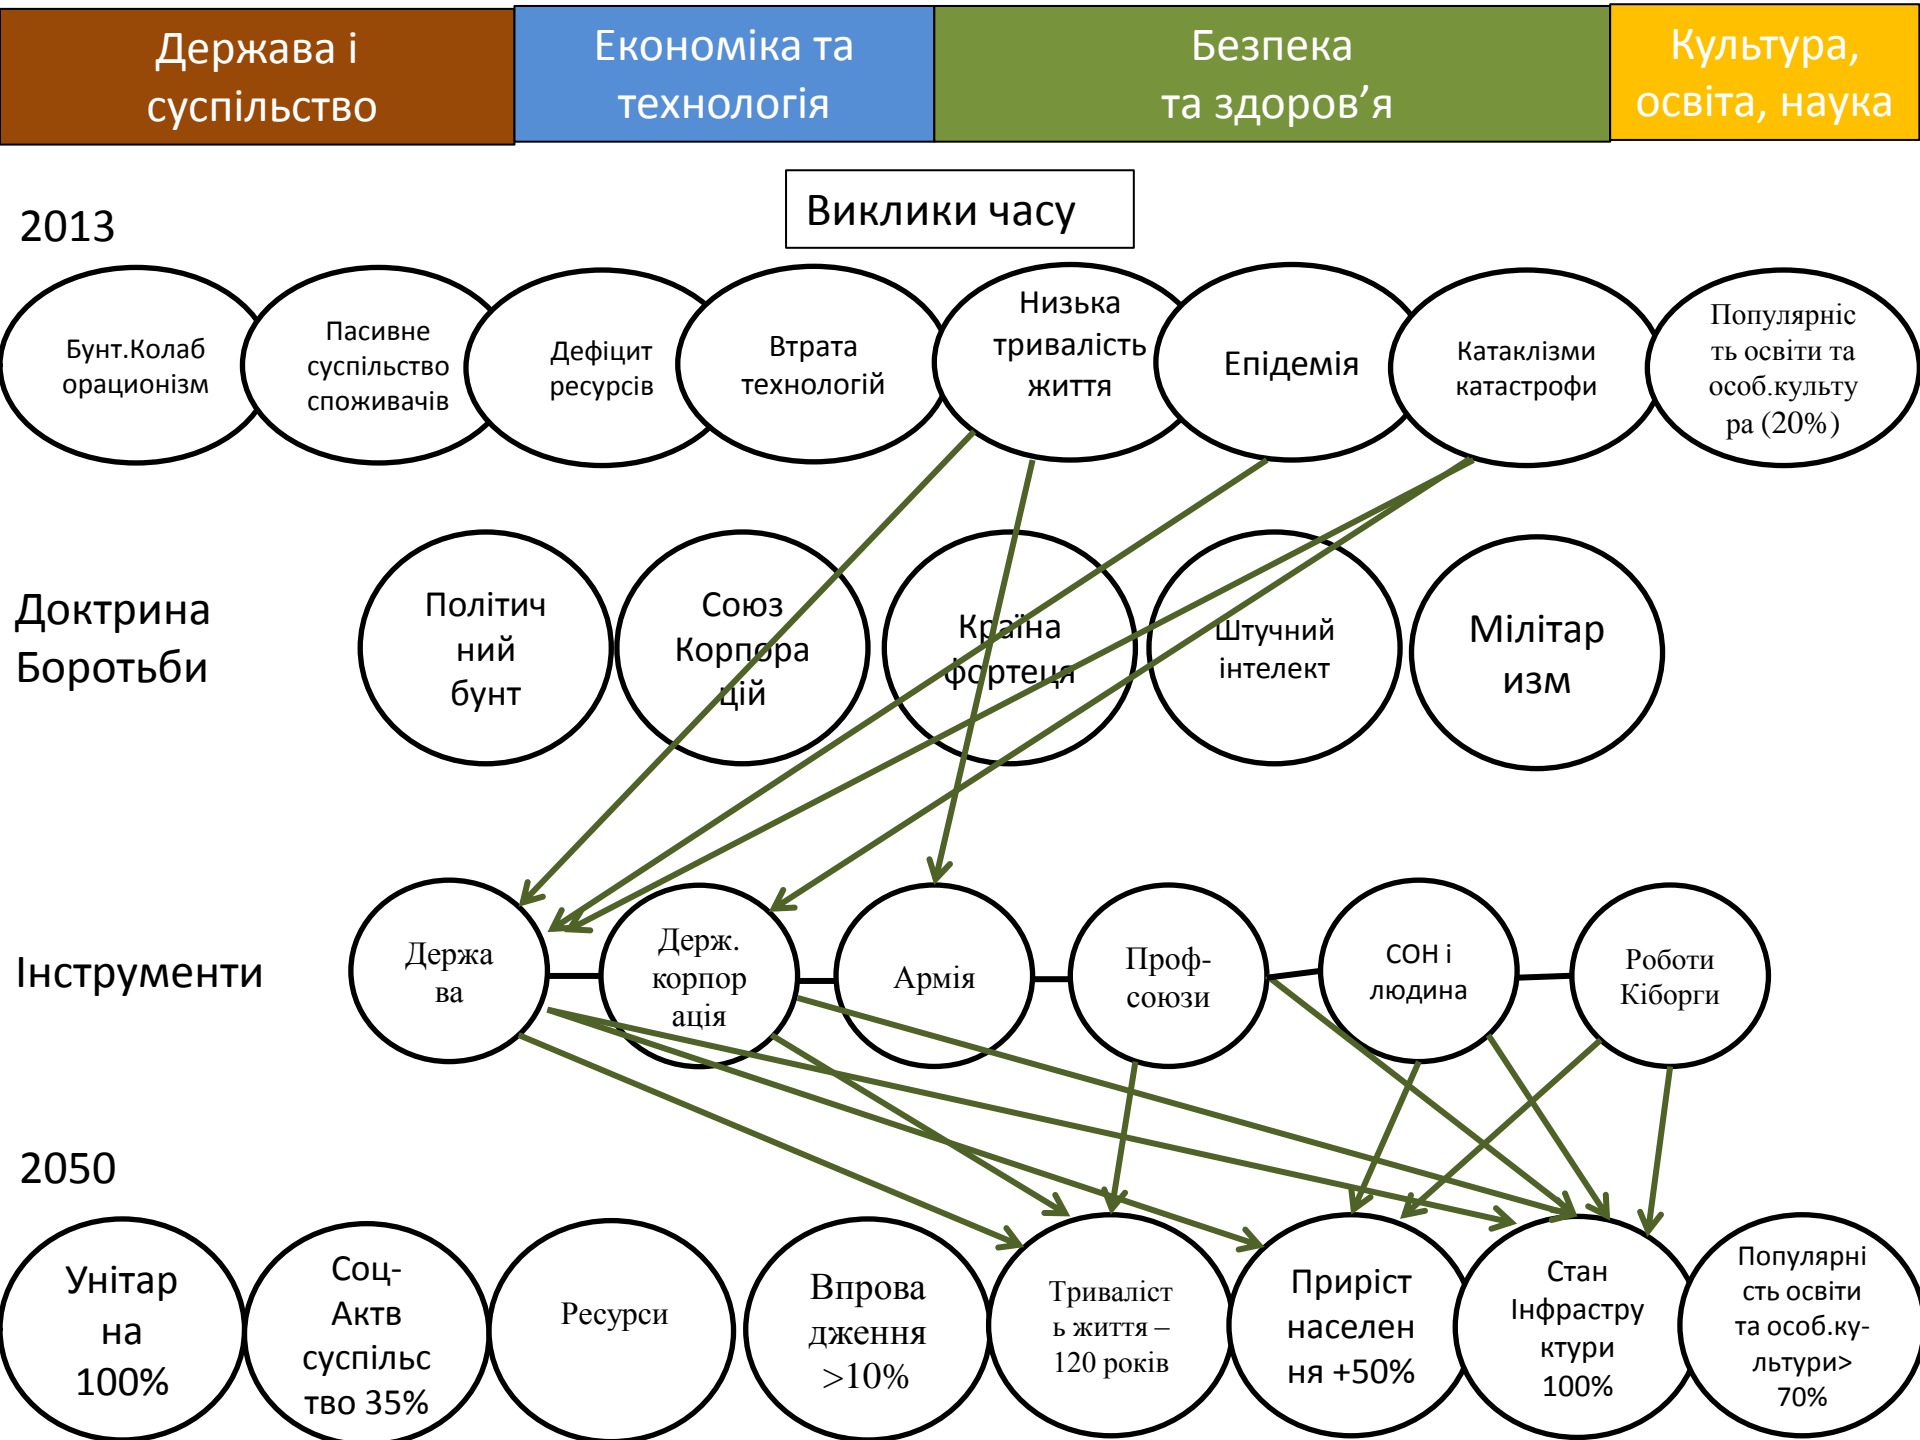 Держава і
суспільство
Економіка та
технологія
Безпека
та здоров’я
Культура,
освіта, наука
Виклики часу
2013
Бунт.Колаб
орационізм
Пасивне
суспільство
споживачів
Дефіцит
ресурсів
Втрата
технологій
Низька
тривалість
життя
Епідемія
Катаклізми
катастрофи
Популярніс
ть освіти та
особ.культу
ра (20%)
Доктрина
Боротьби
Політич
ний
бунт
Союз
Корпора
цій
Країна
фортеця
Штучний
інтелект
Мілітар
изм
Інструменти
Держа
ва
Держ.
корпор
ація
Армія
Проф-
союзи
СОН і
людина
Роботи
Кіборги
2050
Унітар
на
100%
Соц-
Актв
суспільс
тво 35%
Ресурси
Впрова
дження
>10%
Триваліст
ь життя –
120 років
Приріст
населен
ня +50%
Стан
Інфрастру
ктури
100%
Популярні
сть освіти
та особ.ку-
льтури>
70%